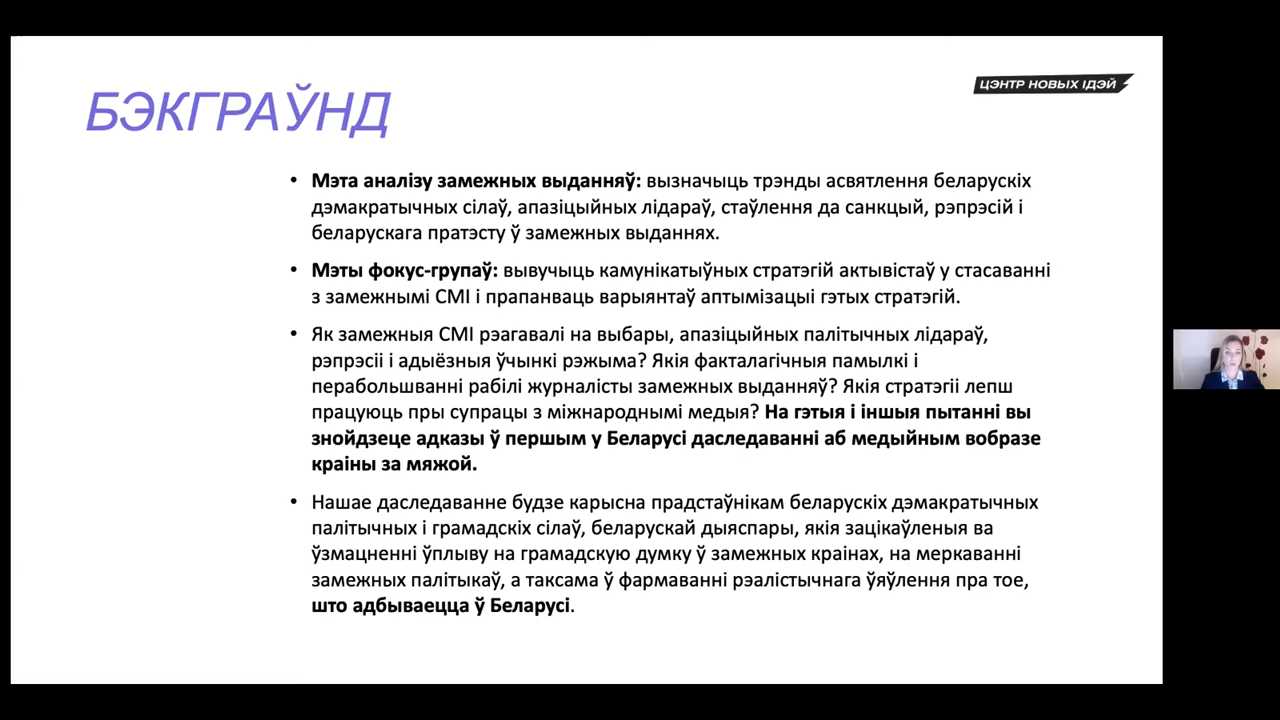 БЭКГРАЎНД
ЦЭНТР НОВЫХ ІДЭЙ
• Мэта аналізу замежных выданняў: вызначыць трэнды асвятлення беларускіх
дэмакратычных сілаў, апазіцыйных лідараў, стаўлення да санкцый, рэпрэсій і
беларускага пратэсту ў замежных выданнях.
• Мэты фокус-групаў: вывучыць камунікатыўных стратэгій актывістаў у стасаванні
з замежнымі СМІ і прапанваць варыянтаў аптымізацыі гэтых стратэгій.
• Як замежныя СМІ рэагавалі на выбары, апазіцыйных палітычных лідараў,
рэпрэсіі і адыёзныя ўчынкі рэжыма? Якія факталагічныя памылкі і
перабольшванні рабілі журналісты замежных выданняў? Якія стратэгіі лепш
працуюць пры супрацы з міжнароднымі медыя? На гэтыя і іншыя пытанні вы
знойдзеце адказы ў першым у Беларусі даследаванні аб медыйным вобразе
краіны за мяжой.
• Нашае даследаванне будзе карысна прадстаўнікам беларускіх дэмакратычных
палітычных і грамадскіх сілаў, беларускай дыяспары, якія зацікаўленыя ва
ўзмацненні ўплыву на грамадскую думку ў замежных краінах, на меркаванні
замежных палітыкаў, а таксама ў фармаванні рэалістычнага ўяўлення пра тое,
што адбываецца ў Беларусі.